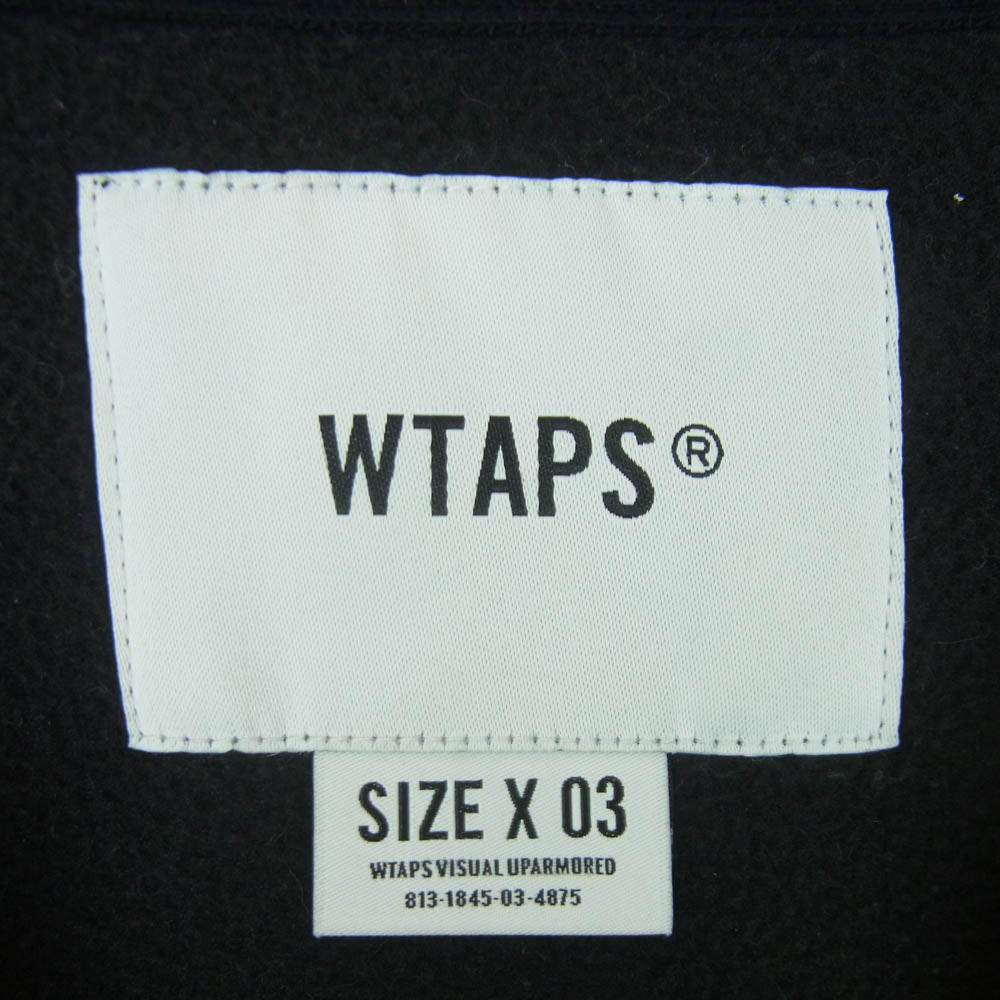 WTAPS®
SIZE X 03
WTAPS VISUAL UPARMORED
813-1845-03-4875